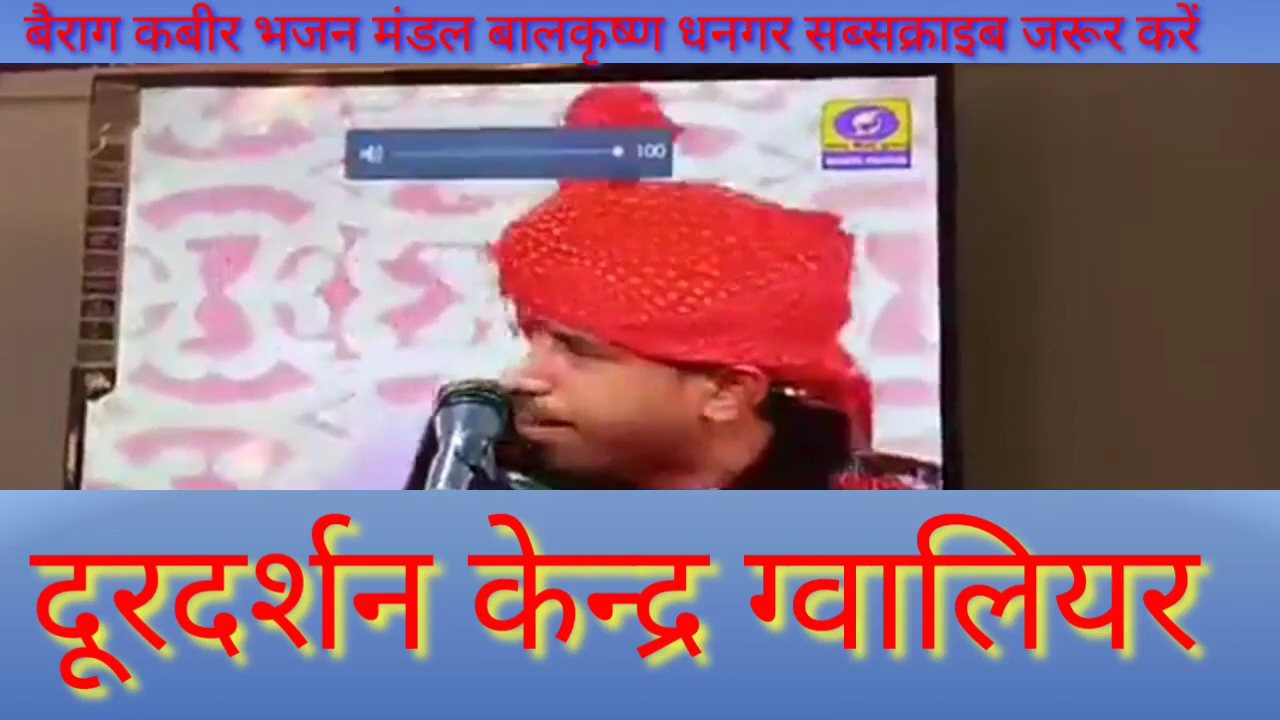 बैराग कबीर भजन मंडल बालकृष्ण धनगर सब्सक्राइब जरूर करें
100
दूरदर्शन केन्द्र ग्वालियर